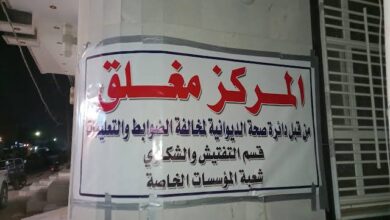 المركز مغلق
من قبل دائرة صحة الديوانية لمخالفة الضوابط والتعليمات
قسم التفتيش والشكاوي
شعبة المؤسسات الخاصة